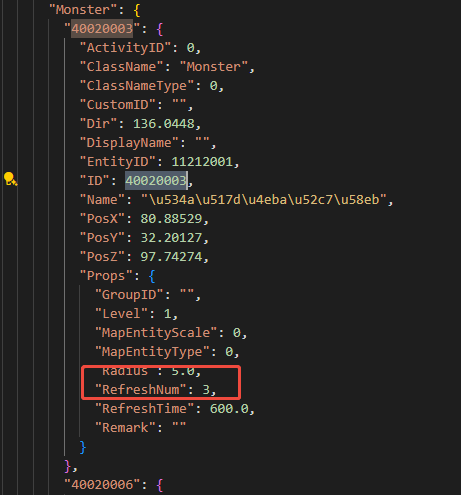 "Monster": {
"40020003": {
"ActivityID": 0,
"ClassName": "Monster",
"ClassNameType": 0,
"CustomID": "",
"Dir": 136.0448,
"DisplayName": "",
"EntityID": 11212001,
"ID": 40020003,
"Name": "\u534a\u517d\u4eba\u52c7\u58eb",
"PosX": 80.88529,
"PosY": 32.20127,
"PosZ": 97.74274,
"Props": {
"GroupID": "",
"Level": 1,
"MapEntityScale": 0,
"MapEntityType": 0,
"Radius": 5.0,
"RefreshNum": 3,
"RefreshTime": 600.0,
"Remark": ""
}
},
"40020006": {